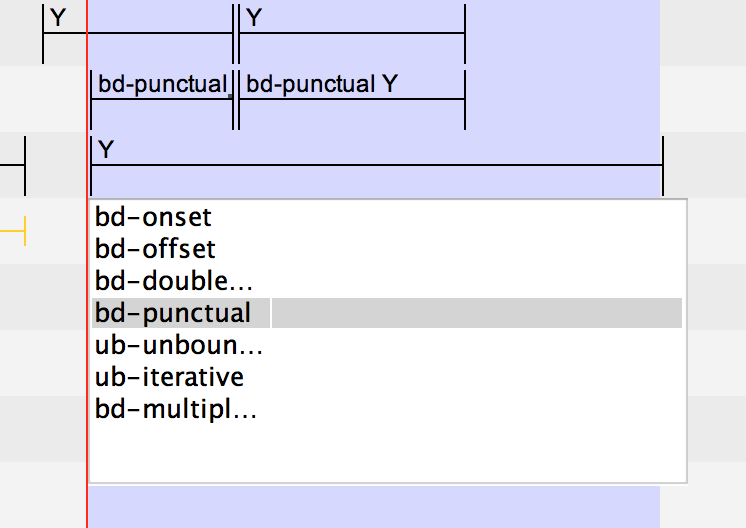 Y Y
bd-punctual bd-punctual Y
Y
bd-onset
bd-offset
bd-double...
bd-punctual
ub-unboun...
ub-iterative
bd-multipl...